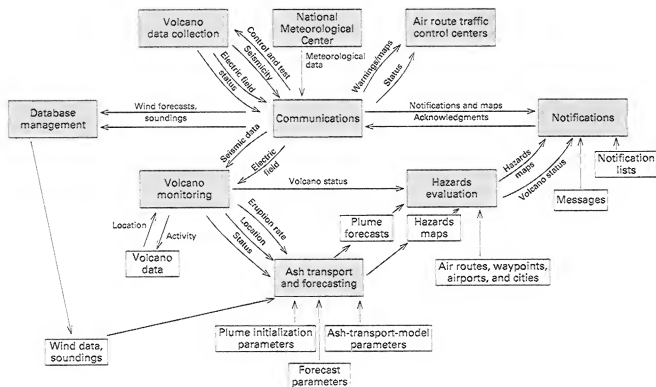 Volcano
data collection
National
Meteorological
Center
Air route traffic
control centers
Control and test
Seismicity
Electric field
status
Meteorological
data
Warnings/maps
Status
Database
management
Wind forecasts,
soundings
Communications
Notifications and maps
Acknowledgments
Notifications
Seismic data
Electric
field
Hazards
maps
Volcano status
Notification
lists
Messages
Volcano
monitoring
Volcano status
Hazards
evaluation
Location
Activity
Eruption rate
Location
Status
Plume
forecasts
Hazards
maps
Volcano
data
Ash transport
and forecasting
Air routes, waypoints,
airports, and cities
Wind data,
soundings
Plume initialization
parameters
Ash-transport-model
parameters
Forecast
parameters